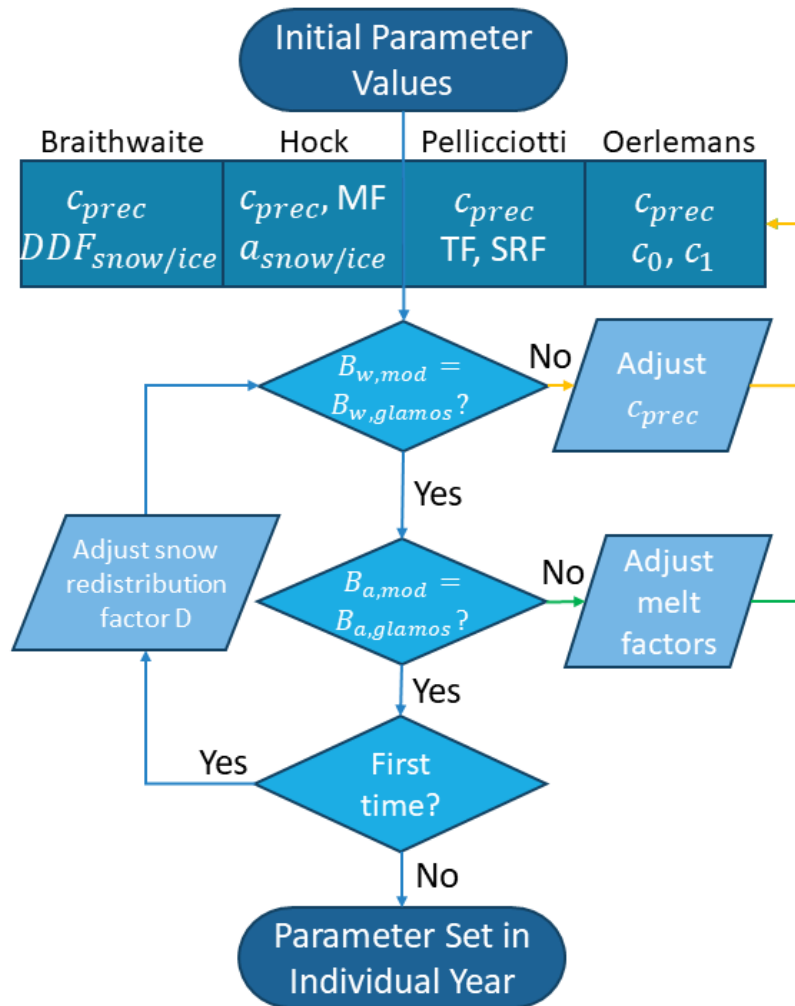 Initial Parameter
Values
Braithwaite
Hock
Pellicciotti
Oerlemans
c_prec
DDF_snow/ice
c_prec, MF
a_snow/ice
c_prec
TF, SRF
c_prec
c_0, c_1
B_w,mod =
B_w,glamos?
No
Adjust
c_prec
Yes
Adjust snow
redistribution
factor D
B_a,mod =
B_a,glamos?
No
Adjust
melt
factors
Yes
First
time?
Yes
No
Parameter Set in
Individual Year